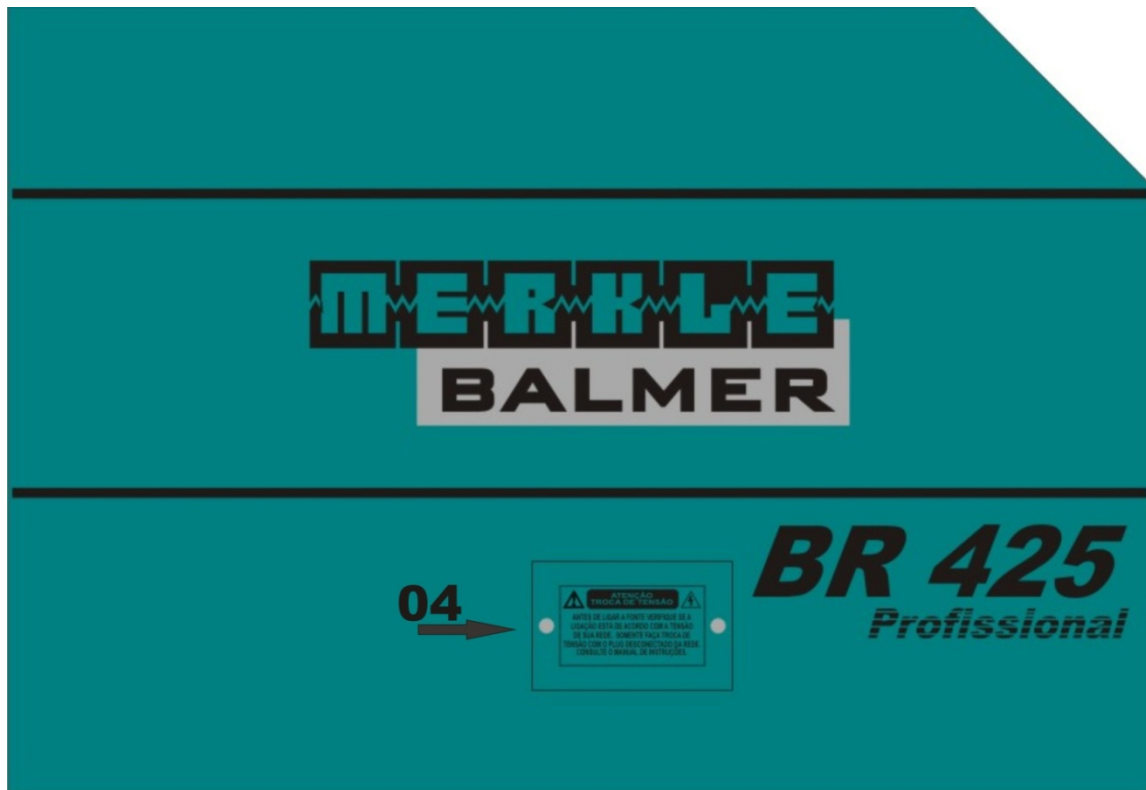 MERKLE
BALMER
BR 425
Profissional
04
ATENÇÃO
TROCA DE TENSÃO
ANTES DE LIGAR A FONTE VERIFIQUE SE A
LIGAÇÃO ESTÁ DE ACORDO COM A TENSÃO
DE SUA REDE. SOMENTE FAÇA TROCA DE
TENSÃO COM O PLUG DESCONECTADO DA REDE.
CONSULTE O MANUAL DE INSTRUÇÕES.